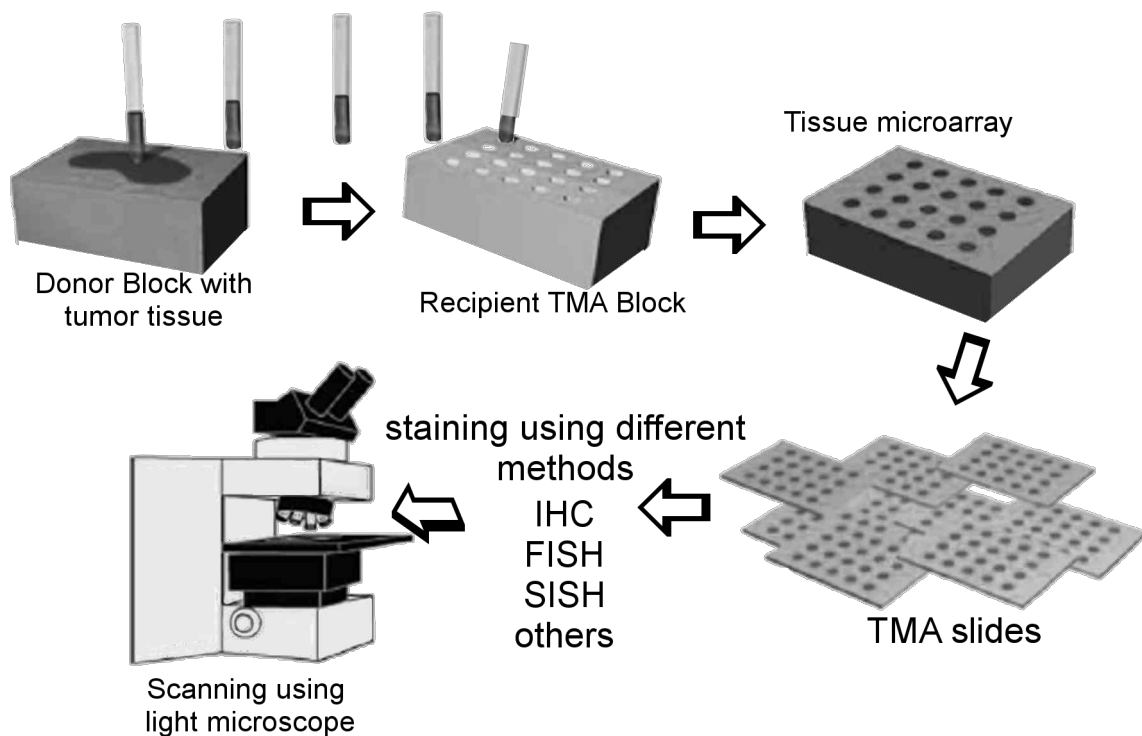 Donor Block with
tumor tissue
Recipient TMA Block
Tissue microarray
TMA slides
staining using different
methods
IHC
FISH
SISH
others
Scanning using
light microscope